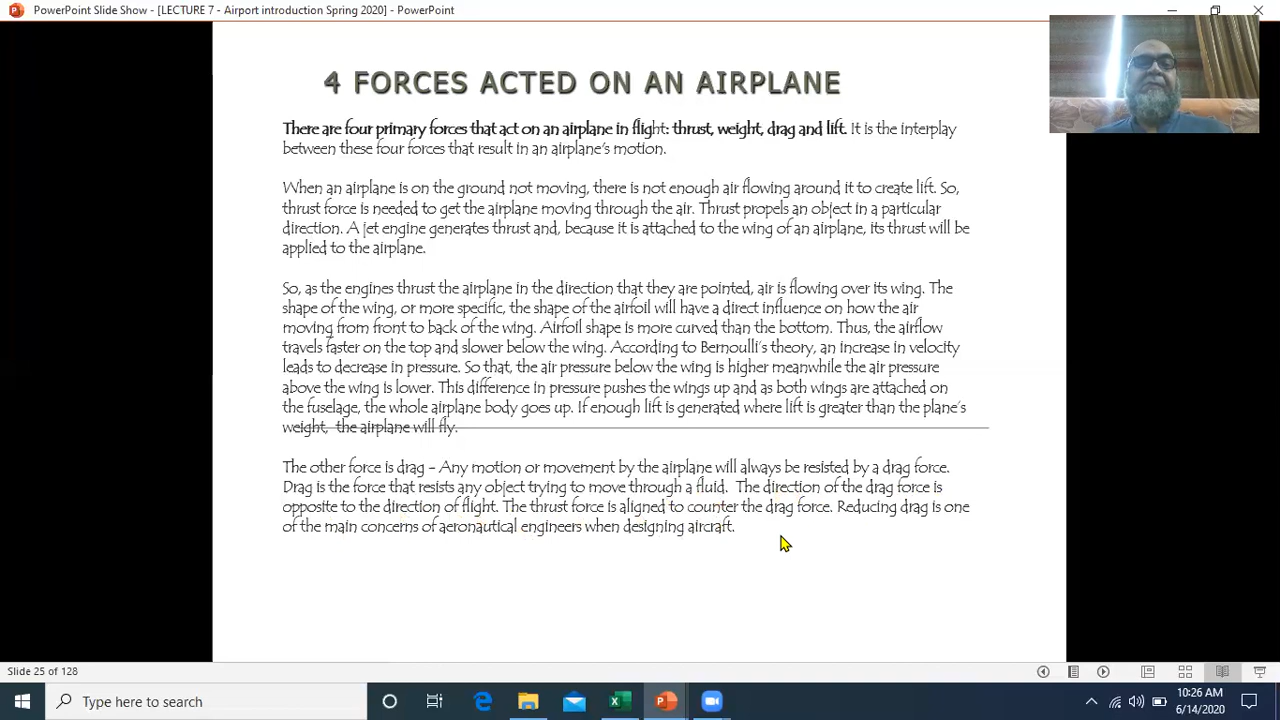 PowerPoint Slide Show - [LECTURE 7 - Airport introduction Spring 2020] - PowerPoint
4 FORCES ACTED ON AN AIRPLANE
There are four primary forces that act on an airplane in flight: thrust, weight, drag and lift. It is the interplay
between these four forces that result in an airplane's motion.
When an airplane is on the ground not moving, there is not enough air flowing around it to create lift. So,
thrust force is needed to get the airplane moving through the air. Thrust propels an object in a particular
direction. A jet engine generates thrust and, because it is attached to the wing of an airplane, its thrust will be
applied to the airplane.
So, as the engines thrust the airplane in the direction that they are pointed, air is flowing over its wing. The
shape of the wing, or more specific, the shape of the airfoil will have a direct influence on how the air
moving from front to back of the wing. Airfoil shape is more curved than the bottom. Thus, the airflow
travels faster on the top and slower below the wing. According to Bernoulli's theory, an increase in velocity
leads to decrease in pressure. So that, the air pressure below the wing is higher meanwhile the air pressure
above the wing is lower. This difference in pressure pushes the wings up and as both wings are attached on
the fuselage, the whole airplane body goes up. If enough lift is generated where lift is greater than the plane's
weight, the airplane will fly.
The other force is drag - Any motion or movement by the airplane will always be resisted by a drag force.
Drag is the force that resists any object trying to move through a fluid. The direction of the drag force is
opposite to the direction of flight. The thrust force is aligned to counter the drag force. Reducing drag is one
of the main concerns of aeronautical engineers when designing aircraft.
Slide 25 of 128
Type here to search
10:26 AM
6/14/2020